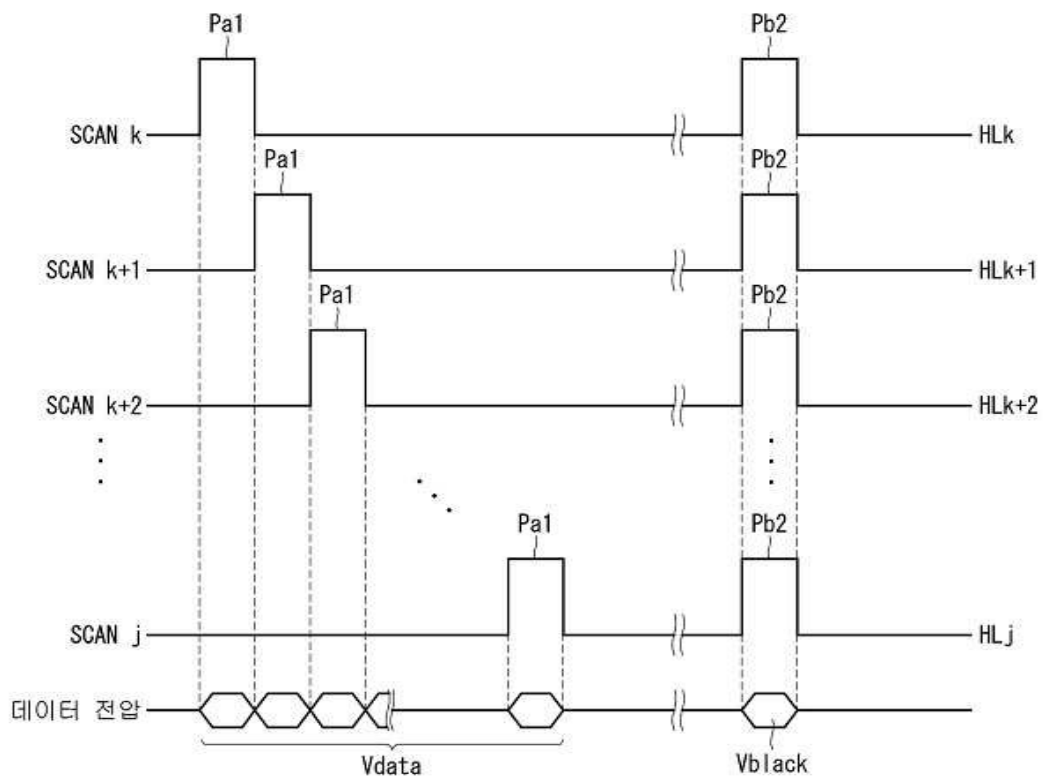 Pa1 Pb2
SCAN k HLk
Pa1 Pb2
SCAN k+1 HLk+1
Pa1 Pb2
SCAN k+2 HLk+2
Pa1 Pb2
SCAN j HLj
데이터 전압
Vdata Vblack